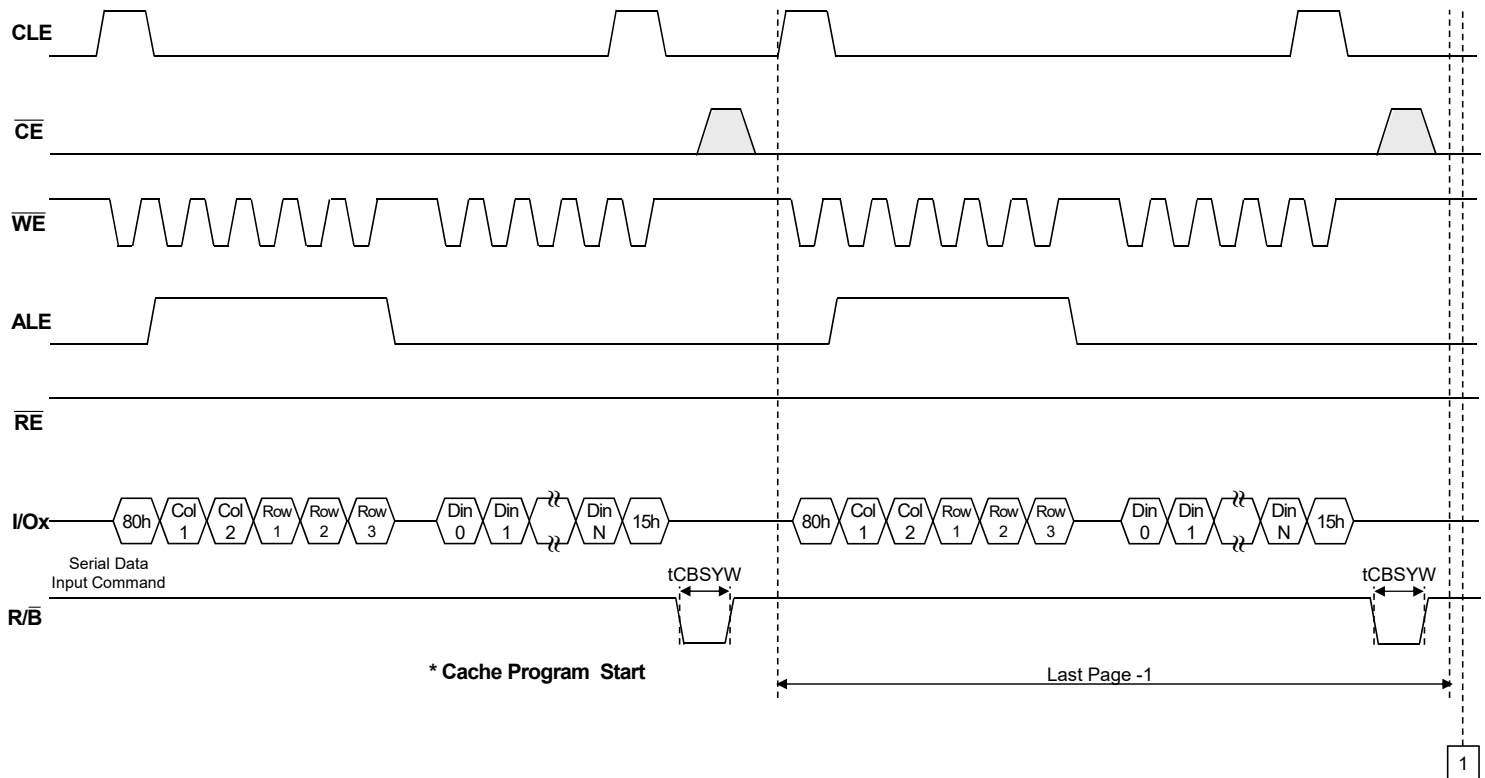 CLE
CE
WE
ALE
RE
I/Ox
80h Col 1 Col 2 Row 1 Row 2 Row 3 Din 0 Din 1 Din N 15h
80h Col 1 Col 2 Row 1 Row 2 Row 3 Din 0 Din 1 Din N 15h
Serial Data
Input Command
tCBSYW
tCBSYW
R/B
* Cache Program Start
Last Page -1
1